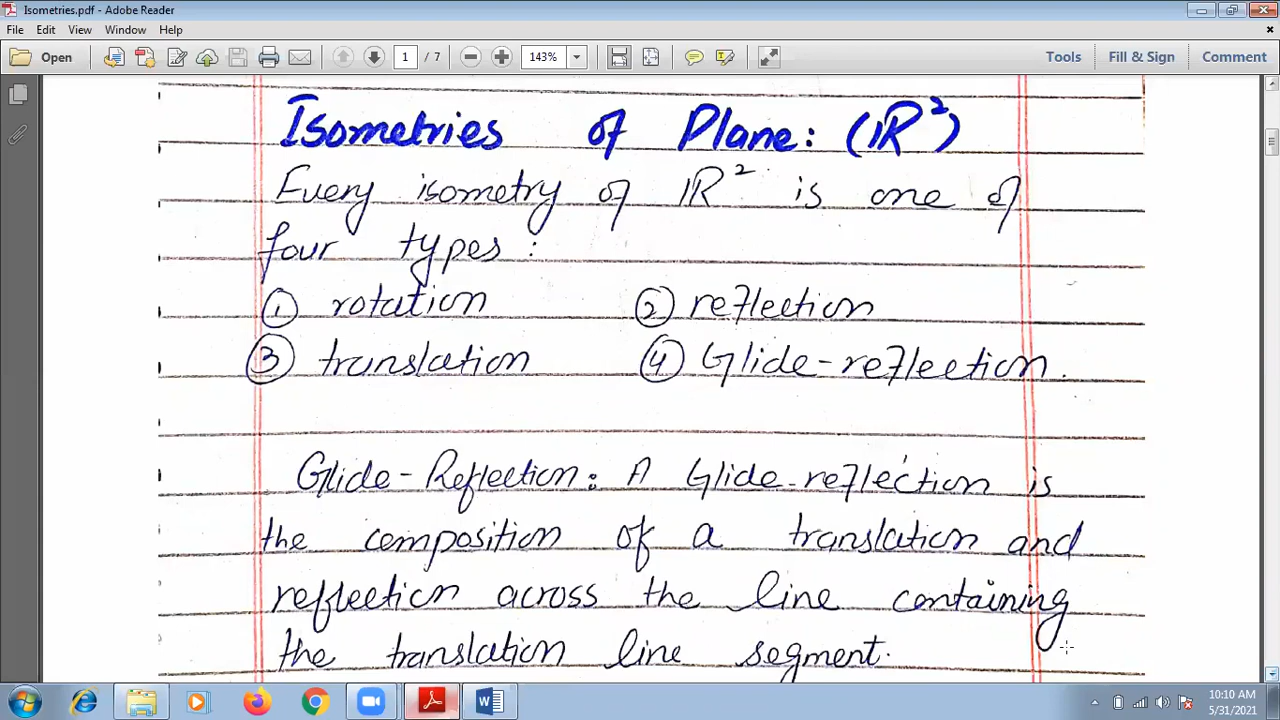 Isometries.pdf - Adobe Reader
File Edit View Window Help
Open 1 / 7 143% Tools Fill & Sign Comment
Isometries of Plane: (IR²)
Every isometry of IR² is one of
four types:
① rotation ② reflection
③ translation ④ Glide-reflection.
Glide-Reflection: A Glide-reflection is
the composition of a translation and
reflection across the line containing
the translation line segment.
10:10 AM
5/31/2021